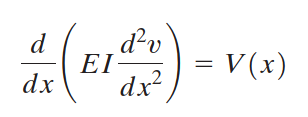 d/dx (EI d²v/dx²) = V(x)